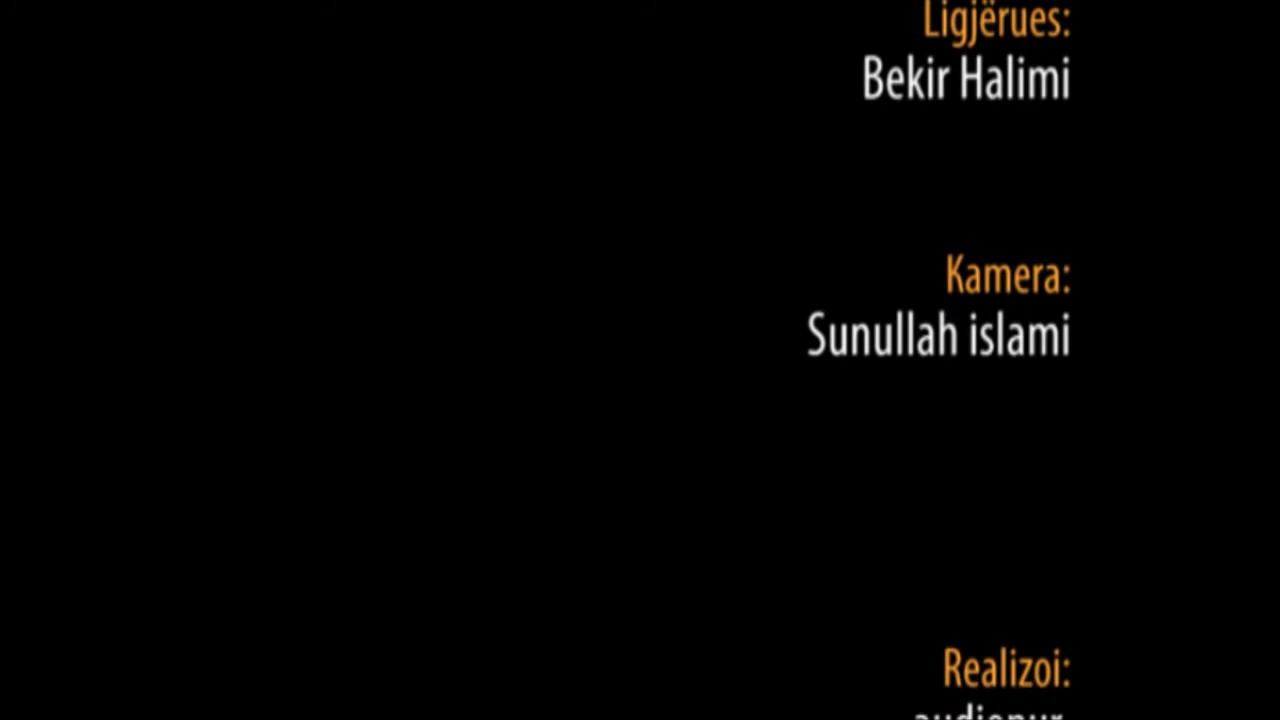 Ligjërues:
Bekir Halimi
Kamera:
Sunullah islami
Realizoi: